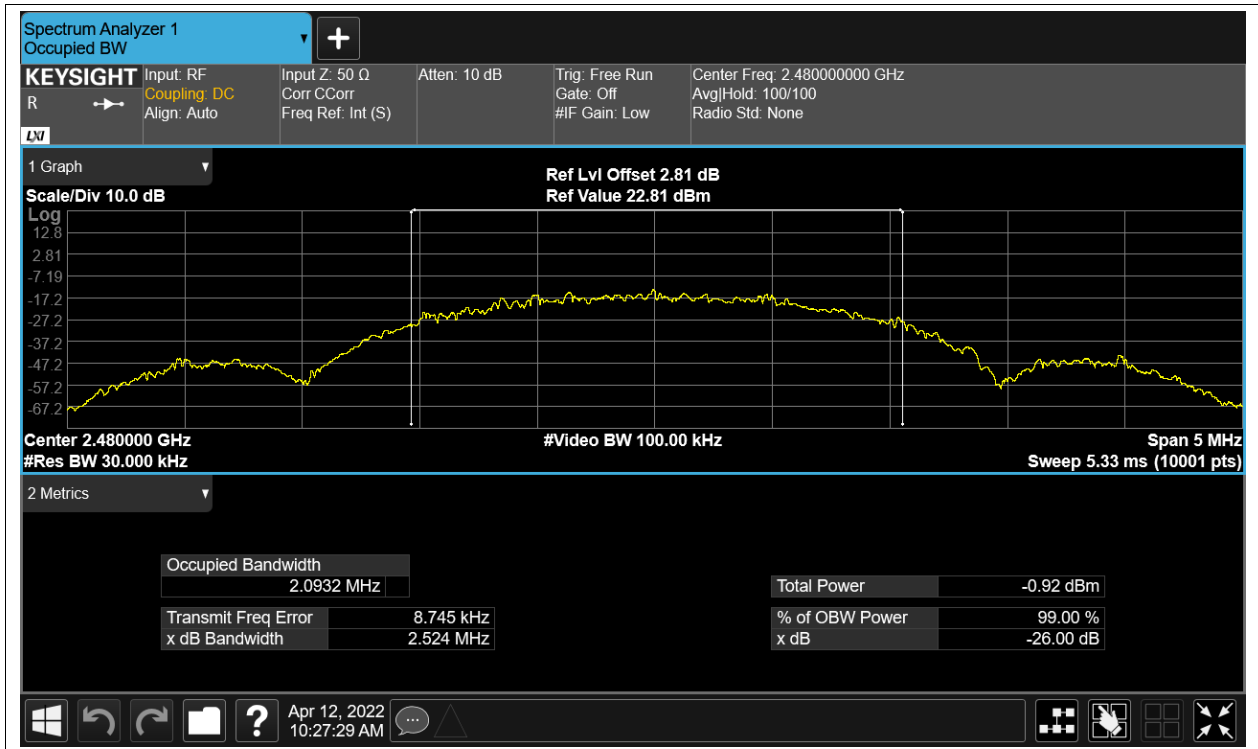 Spectrum Analyzer 1
Occupied BW
+
KEYSIGHT Input: RF Input Z: 50 Ω Atten: 10 dB Trig: Free Run Center Freq: 2.480000000 GHz
R Coupling: DC Corr CCorr Gate: Off Avg|Hold: 100/100
Align: Auto Freq Ref: Int (S) #IF Gain: Low Radio Std: None
LXI
1 Graph
Ref Lvl Offset 2.81 dB
Scale/Div 10.0 dB Ref Value 22.81 dBm
Log
12.8
2.81
-7.19
-17.2
-27.2
-37.2
-47.2
-57.2
-67.2
Center 2.480000 GHz #Video BW 100.00 kHz Span 5 MHz
#Res BW 30.000 kHz Sweep 5.33 ms (10001 pts)
2 Metrics
Occupied Bandwidth
2.0932 MHz Total Power -0.92 dBm
Transmit Freq Error 8.745 kHz % of OBW Power 99.00 %
x dB Bandwidth 2.524 MHz x dB -26.00 dB
? Apr 12, 2022
10:27:29 AM